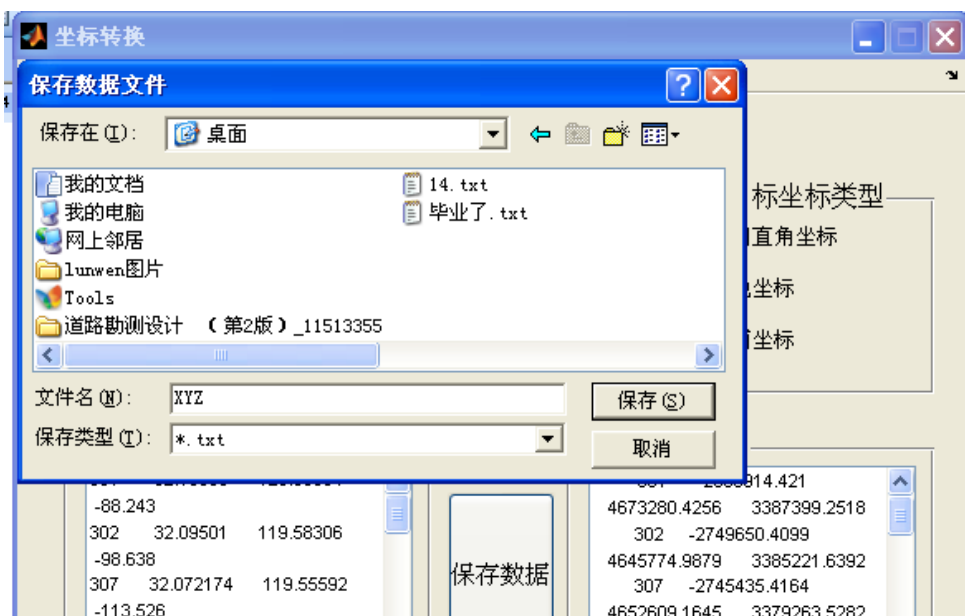 坐标转换
保存数据文件
保存在(I):
桌面
我的文档
我的电脑
网上邻居
lunwen图片
Tools
道路勘测设计 (第2版)_11513355
14.txt
毕业了.txt
文件名(N):
XYZ
保存(S)
保存类型(T):
*.txt
取消
标坐标类型
直角坐标
坐标
坐标
-88.243
302 32.09501 119.58306
-98.638
307 32.072174 119.55592
-113.526
保存数据
4673280.4256 3387399.2518
302 -2749650.4099
4645774.9879 3385221.6392
307 -2745435.4164
4652609.1645 3379263.5282